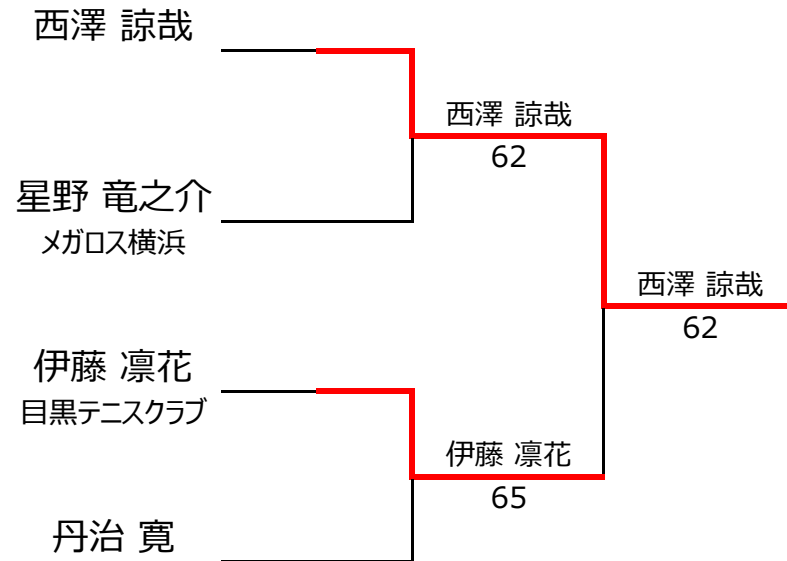 西澤 諒哉
西澤 諒哉
62
星野 竜之介
メガロス横浜
西澤 諒哉
62
伊藤 凛花
目黒テニスクラブ
伊藤 凛花
65
丹治 寛